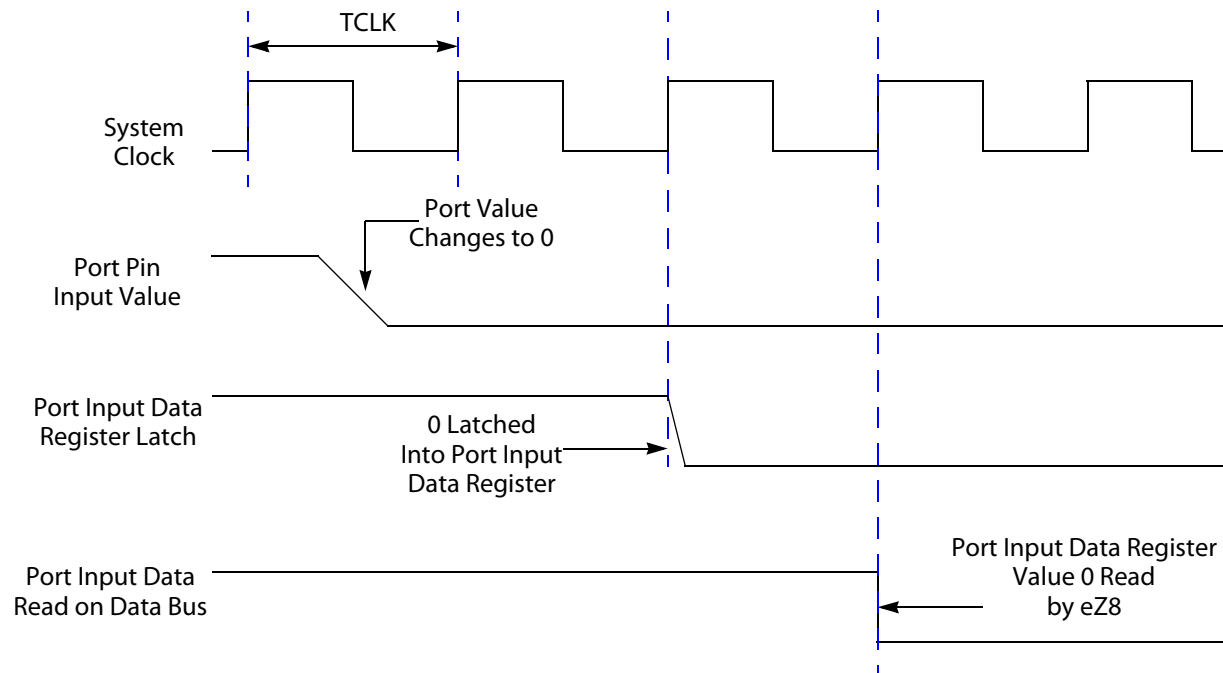 TCLK
System
Clock
Port Value
Changes to 0
Port Pin
Input Value
Port Input Data
Register Latch
0 Latched
Into Port Input
Data Register
Port Input Data
Read on Data Bus
Port Input Data Register
Value 0 Read
by eZ8